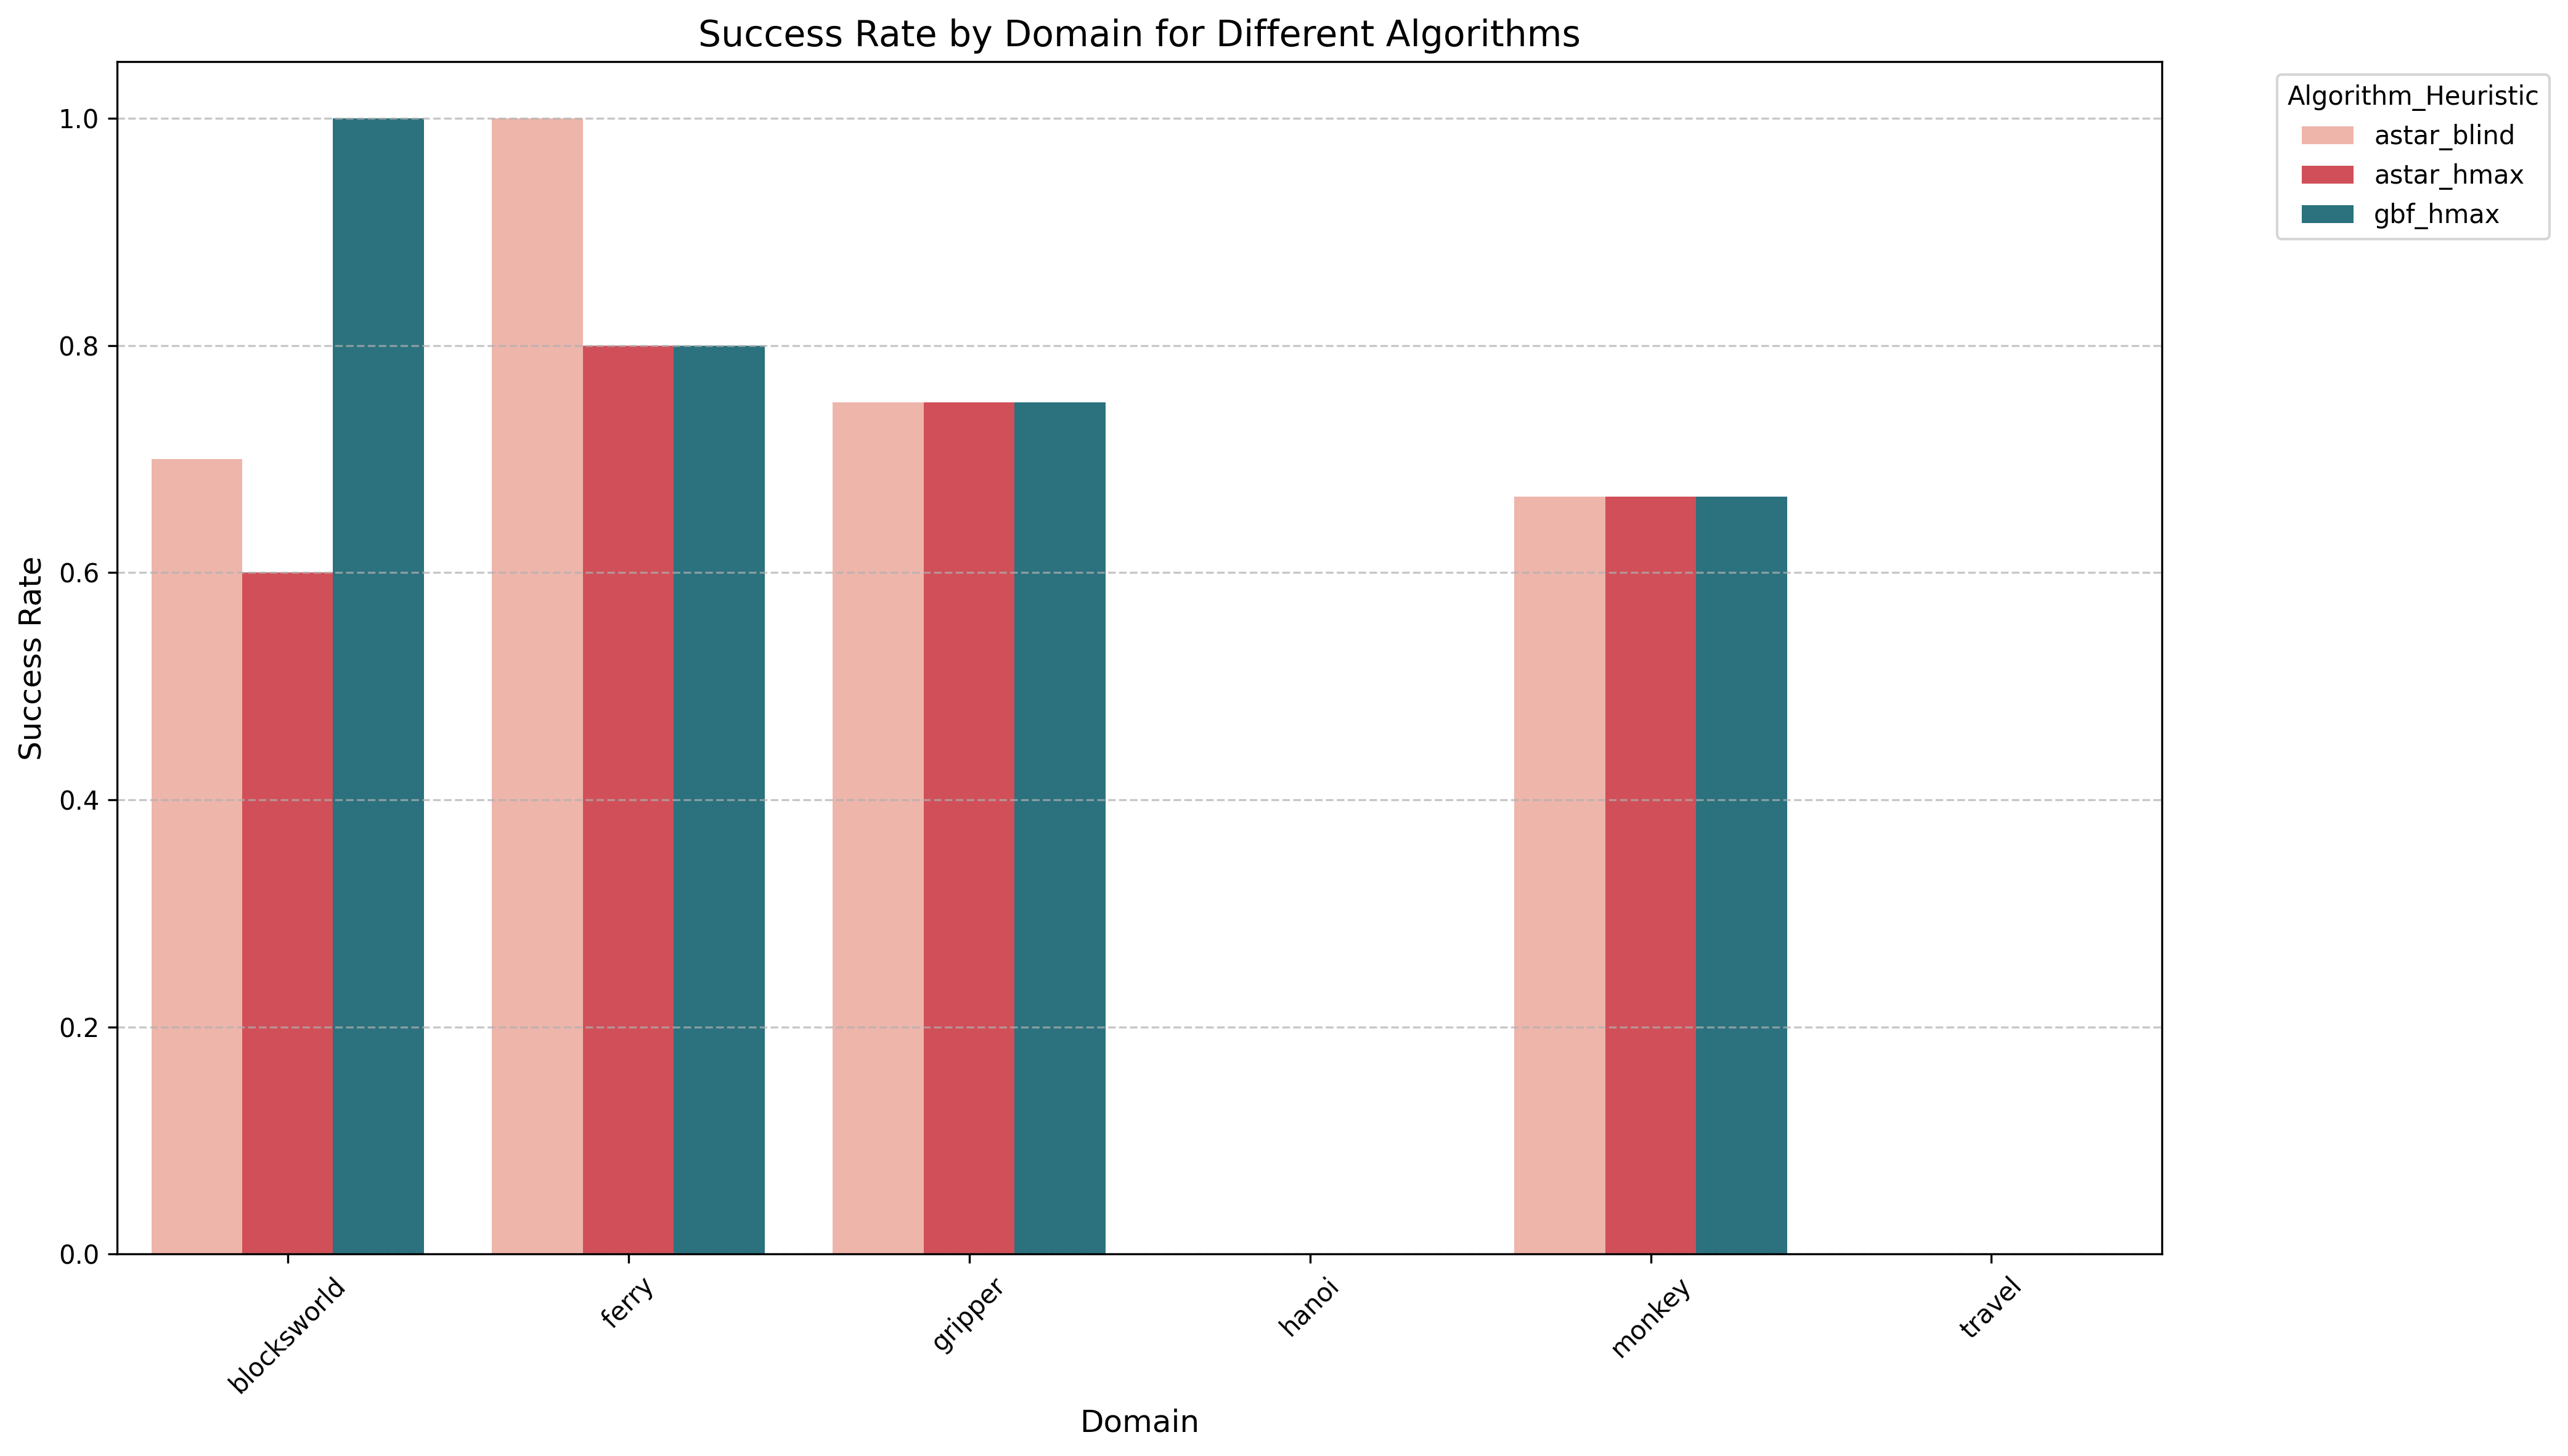 Success Rate by Domain for Different Algorithms
Success Rate
1.0
0.8
0.6
0.4
0.2
0.0
blocksworld
ferry
gripper
hanoi
monkey
travel
Domain
Algorithm_Heuristic
astar_blind
astar_hmax
gbf_hmax